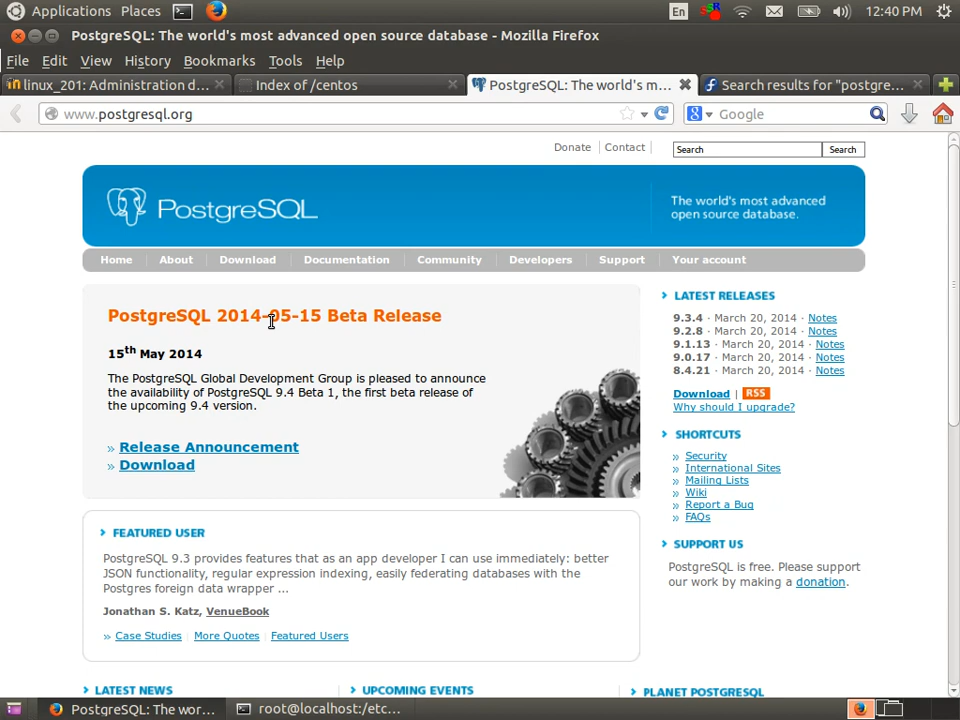 Applications Places En 12:40 PM
PostgreSQL: The world's most advanced open source database - Mozilla Firefox
File Edit View History Bookmarks Tools Help
linux_201: Administration d... Index of /centos PostgreSQL: The world's m... Search results for "postgre...
www.postgresql.org Google
Donate Contact Search Search
PostgreSQL
The world's most advanced
open source database.
Home About Download Documentation Community Developers Support Your account
PostgreSQL 2014-05-15 Beta Release
15th May 2014
The PostgreSQL Global Development Group is pleased to announce
the availability of PostgreSQL 9.4 Beta 1, the first beta release of
the upcoming 9.4 version.
» Release Announcement
» Download
FEATURED USER
PostgreSQL 9.3 provides features that as an app developer I can use immediately: better
JSON functionality, regular expression indexing, easily federating databases with the
Postgres foreign data wrapper ...
Jonathan S. Katz, VenueBook
» Case Studies More Quotes Featured Users
LATEST RELEASES
9.3.4 · March 20, 2014 · Notes
9.2.8 · March 20, 2014 · Notes
9.1.13 · March 20, 2014 · Notes
9.0.17 · March 20, 2014 · Notes
8.4.21 · March 20, 2014 · Notes
Download | RSS
Why should I upgrade?
SHORTCUTS
» Security
» International Sites
» Mailing Lists
» Wiki
» Report a Bug
» FAQs
SUPPORT US
PostgreSQL is free. Please support
our work by making a donation.
LATEST NEWS UPCOMING EVENTS PLANET POSTGRESQL
PostgreSQL: The wor... root@localhost:/etc...